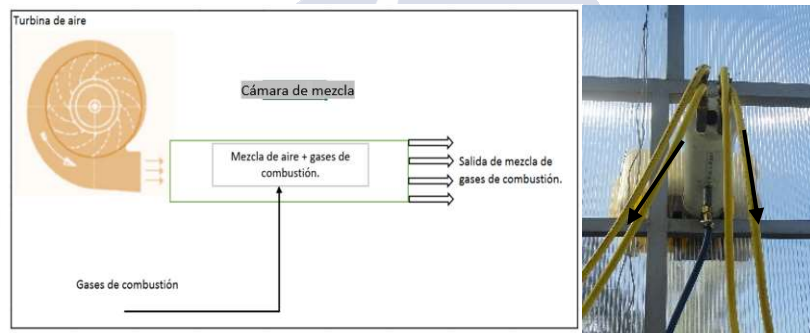 Turbina de aire
Cámara de mezcla
Mezcla de aire + gases de
combustión.
Salida de mezcla de
gases de combustión.
Gases de combustión